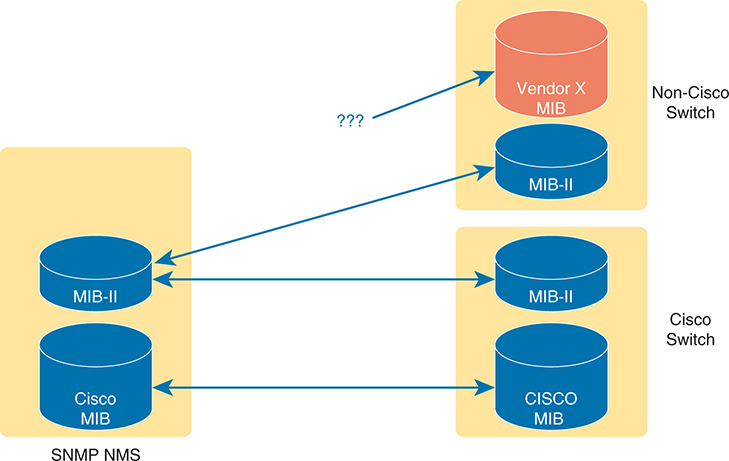 Vendor X
MIB
Non-Cisco
Switch
???
MIB-II
MIB-II
MIB-II
Cisco
Switch
Cisco
MIB
CISCO
MIB
SNMP NMS